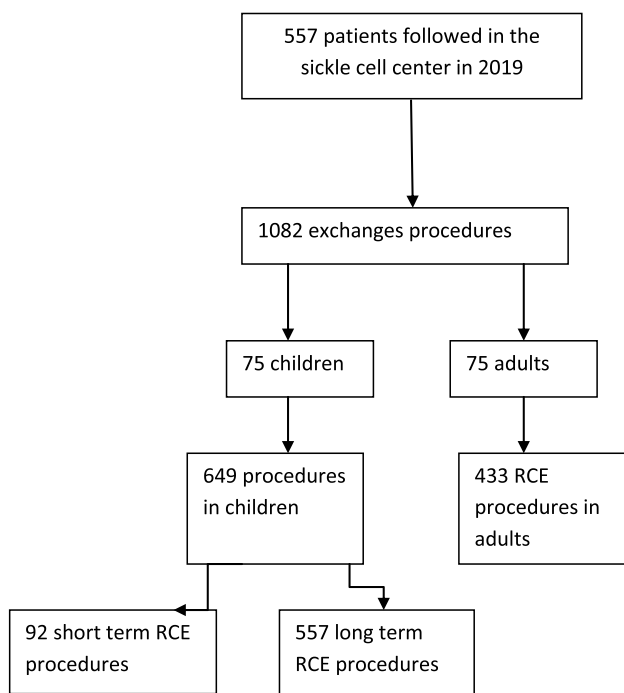 557 patients followed in the
sickle cell center in 2019
1082 exchanges procedures
75 children
75 adults
649 procedures
in children
433 RCE
procedures in
adults
92 short term RCE
procedures
557 long term
RCE procedures